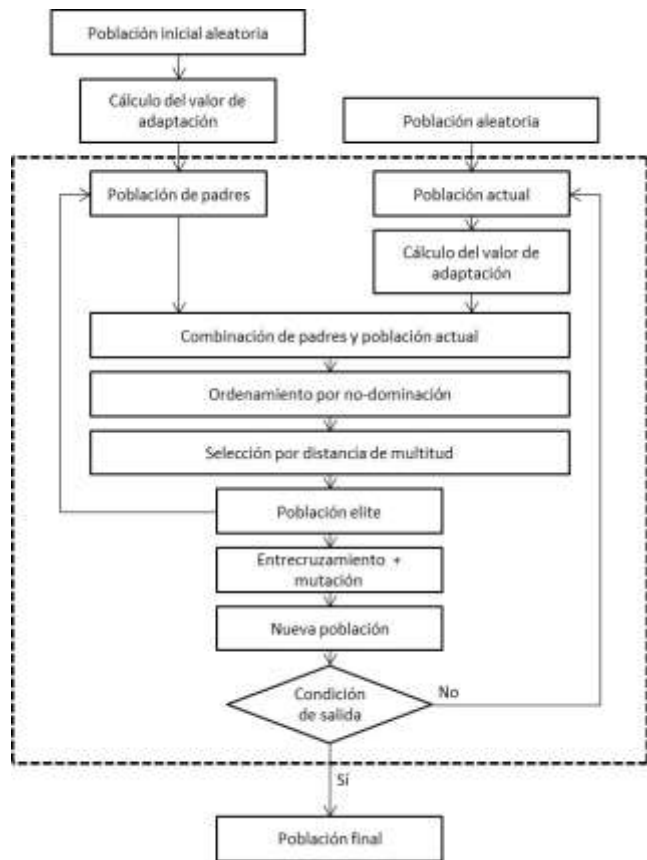 Población inicial aleatoria
Cálculo del valor de
adaptación
Población aleatoria
Población de padres
Población actual
Cálculo del valor de
adaptación
Combinación de padres y población actual
Ordenamiento por no-dominación
Selección por distancia de multitud
Población elite
Entrecruzamiento +
mutación
Nueva población
Condición
de salida
No
Sí
Población final